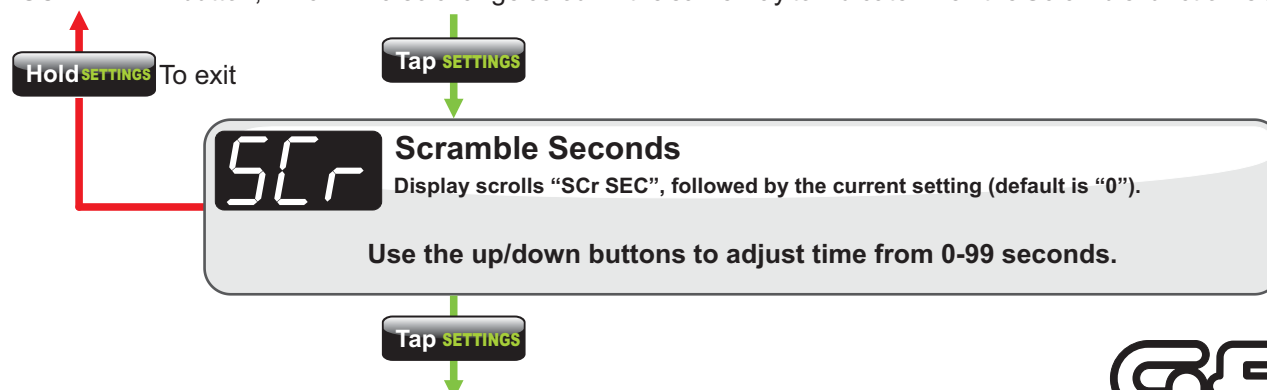 Hold SETTINGS To exit
Tap SETTINGS
SCr
Scramble Seconds
Display scrolls “SCr SEC”, followed by the current setting (default is “0”).
Use the up/down buttons to adjust time from 0-99 seconds.
Tap SETTINGS